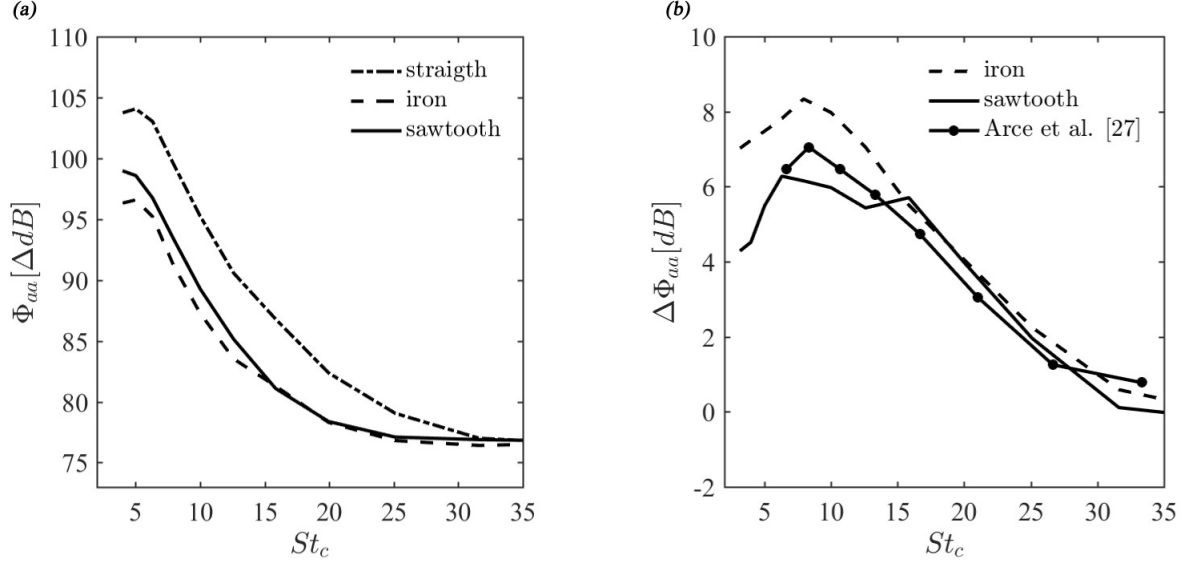 (a)
110
105
100
95
90
85
80
75
5 10 15 20 25 30 35
Φaa[ΔdB]
St_c
straigth
iron
sawtooth
(b)
10
8
6
4
2
0
-2
5 10 15 20 25 30 35
ΔΦaa[dB]
St_c
iron
sawtooth
Arce et al. [27]